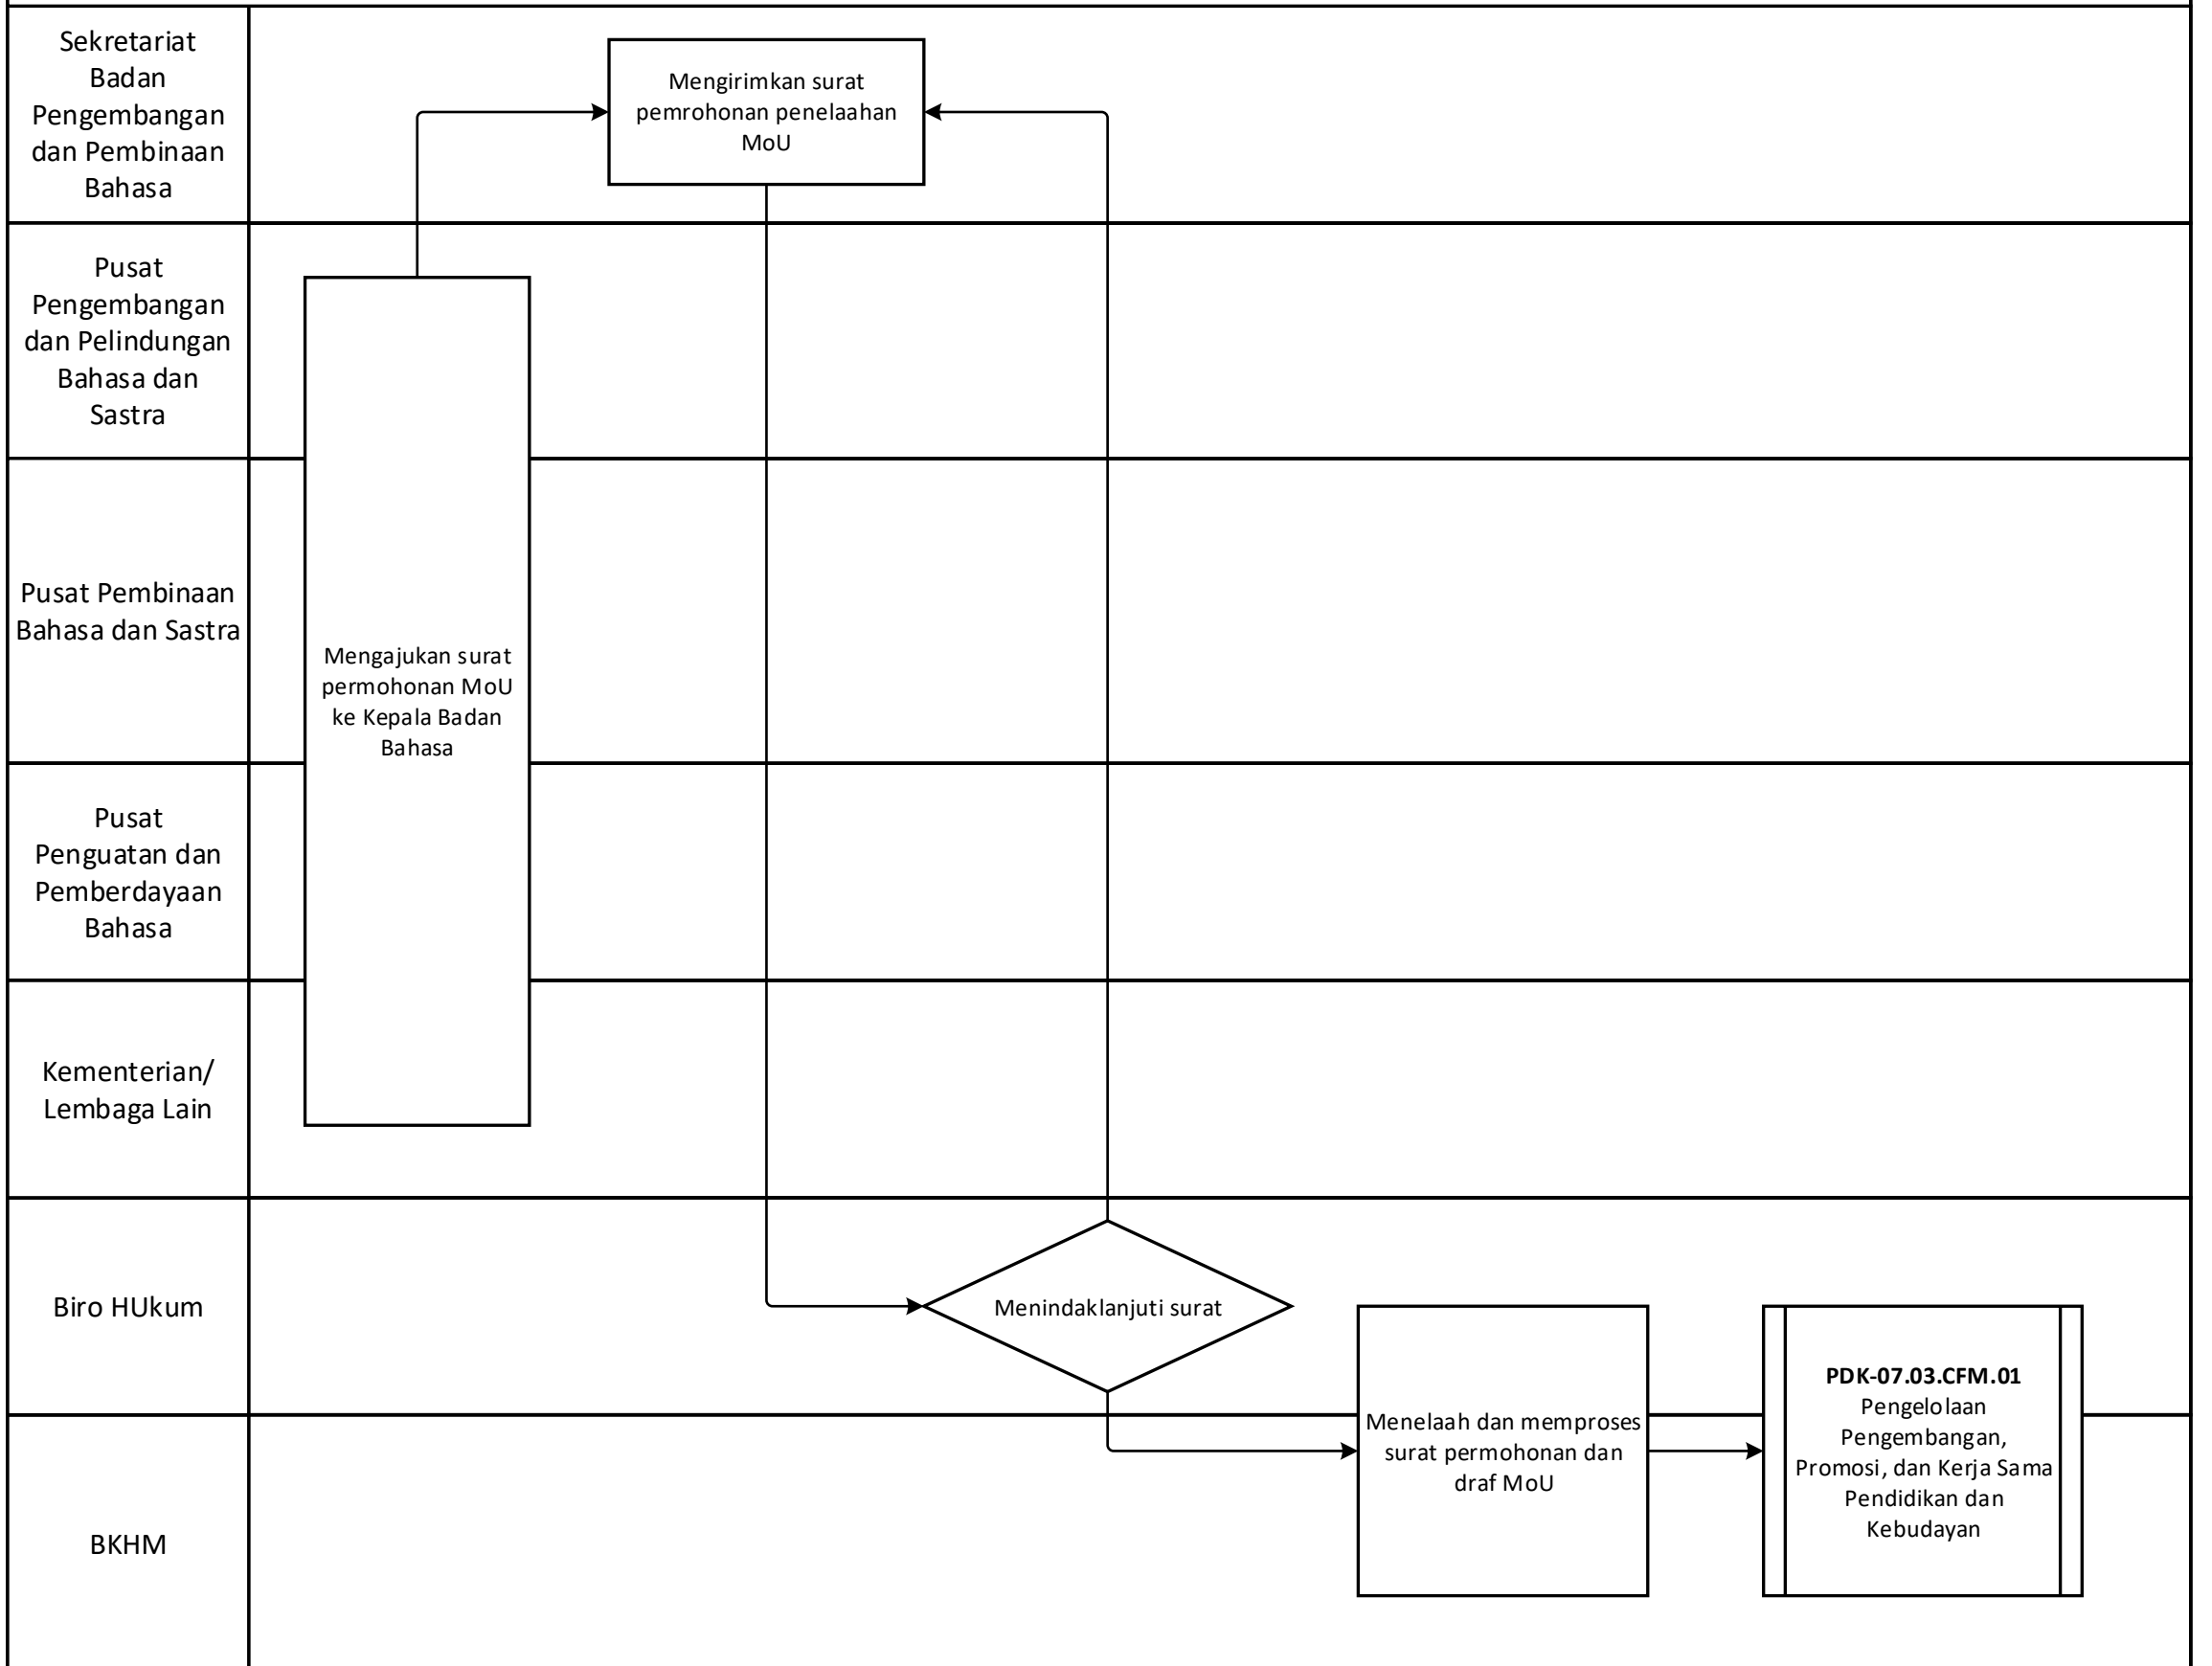 Sekretariat
Badan
Pengembangan
dan Pembinaan
Bahasa
Mengirimkan surat
pemrohonan penelaahan
MoU
Pusat
Pengembangan
dan Pelindungan
Bahasa dan
Sastra
Pusat Pembinaan
Bahasa dan Sastra
Mengajukan surat
permohonan MoU
ke Kepala Badan
Bahasa
Pusat
Penguatan dan
Pemberdayaan
Bahasa
Kementerian/
Lembaga Lain
Biro HUkum
Menindaklanjuti surat
Menelaah dan memproses
surat permohonan dan
draf MoU
PDK-07.03.CFM.01
Pengelolaan
Pengembangan,
Promosi, dan Kerja Sama
Pendidikan dan
Kebudayan
BKHM